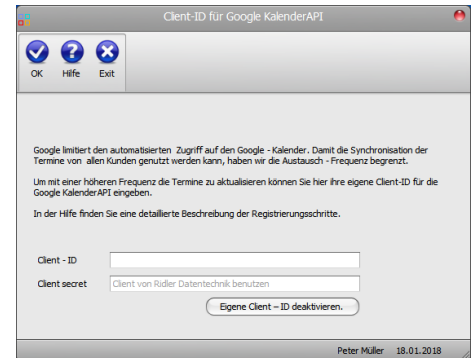 Client-ID für Google KalenderAPI
OK Hilfe Exit
Google limitiert den automatisierten Zugriff auf den Google - Kalender. Damit die Synchronisation der
Termine von allen Kunden genutzt werden kann, haben wir die Austausch - Frequenz begrenzt.
Um mit einer höheren Frequenz die Termine zu aktualisieren können Sie hier ihre eigene Client-ID für die
Google KalenderAPI eingeben.
In der Hilfe finden Sie eine detaillierte Beschreibung der Registrierungsschritte.
Client - ID
Client secret Client von Ridler Datentechnik benutzen
Eigene Client – ID deaktivieren.
Peter Müller 18.01.2018